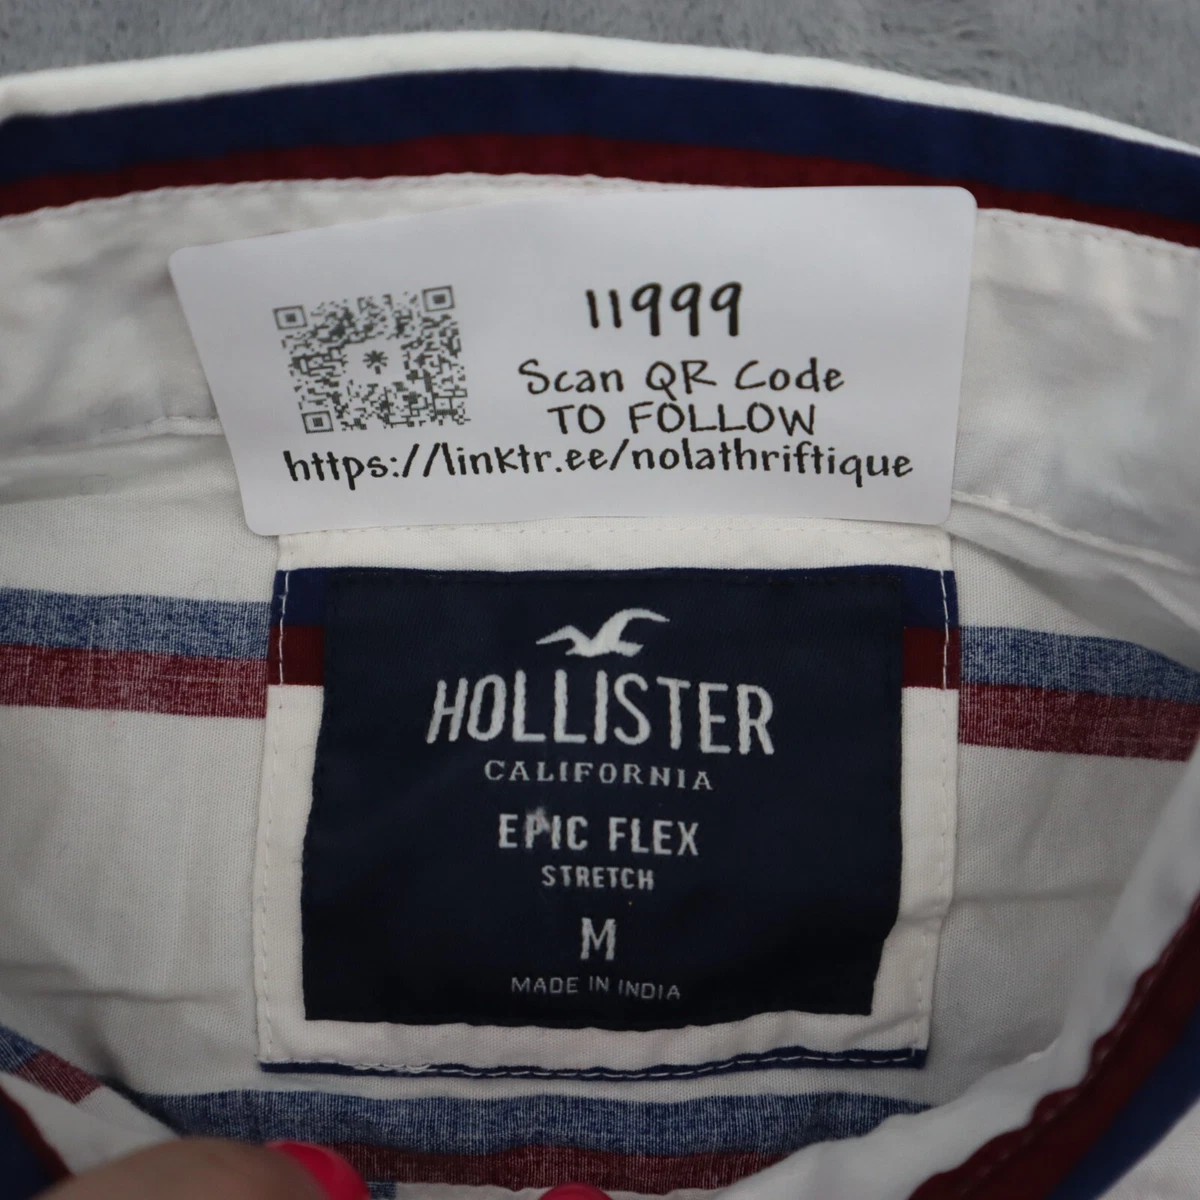 11999
Scan QR Code
TO FOLLOW
https://linktr.ee/nolathriftique
HOLLISTER
CALIFORNIA
EPIC FLEX
STRETCH
M
MADE IN INDIA